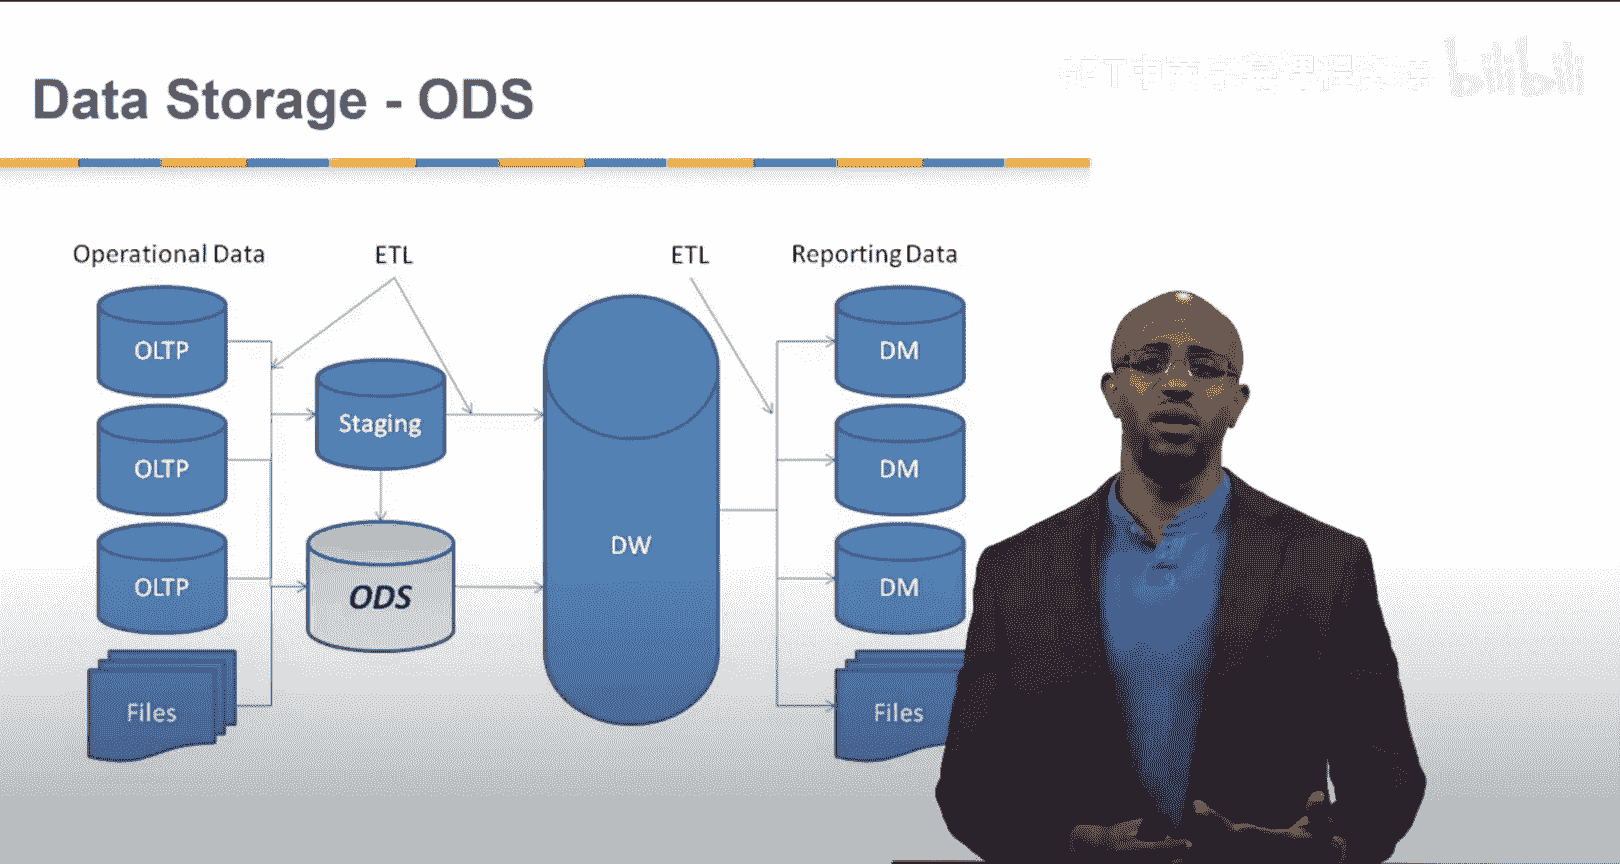 Data Storage - ODS
bilibili
Operational Data
ETL
ETL
Reporting Data
OLTP
DM
Staging
OLTP
DM
DW
OLTP
ODS
DM
Files
Files